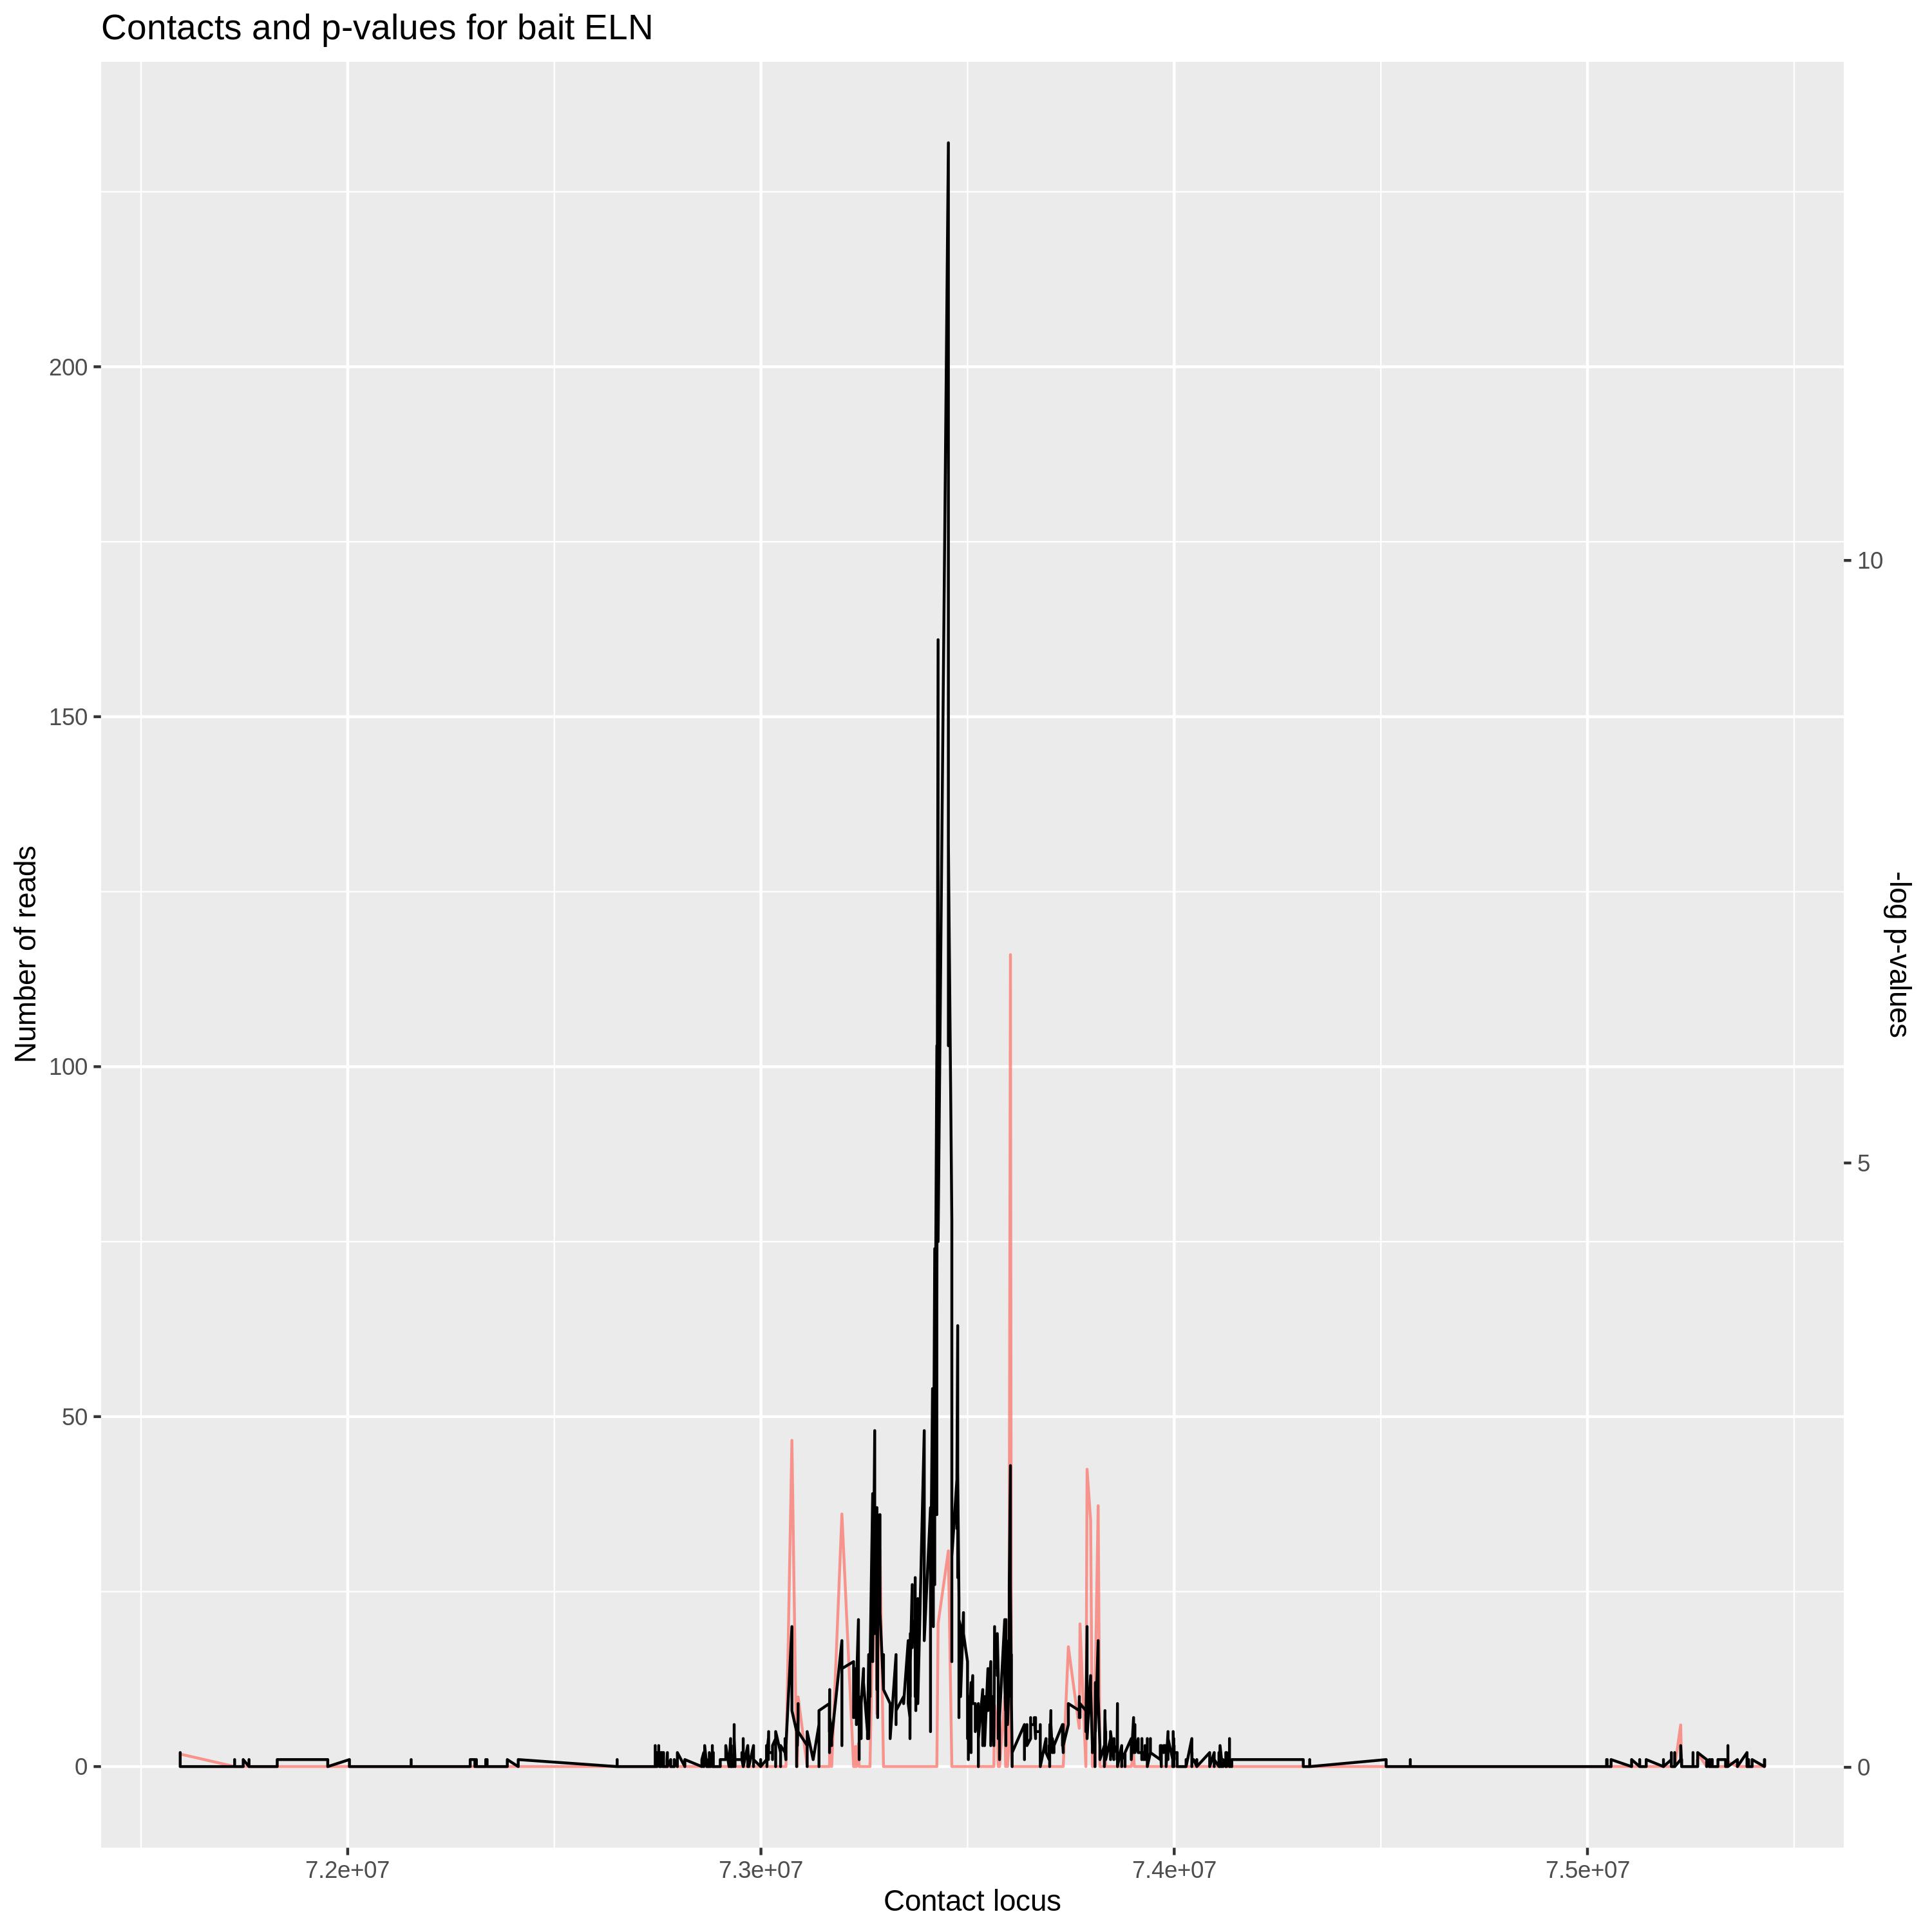 Contacts and p-values for bait ELN
Number of reads
200
150
100
50
0
10
5
0
-log p-values
7.2e+07
7.3e+07
7.4e+07
7.5e+07
Contact locus